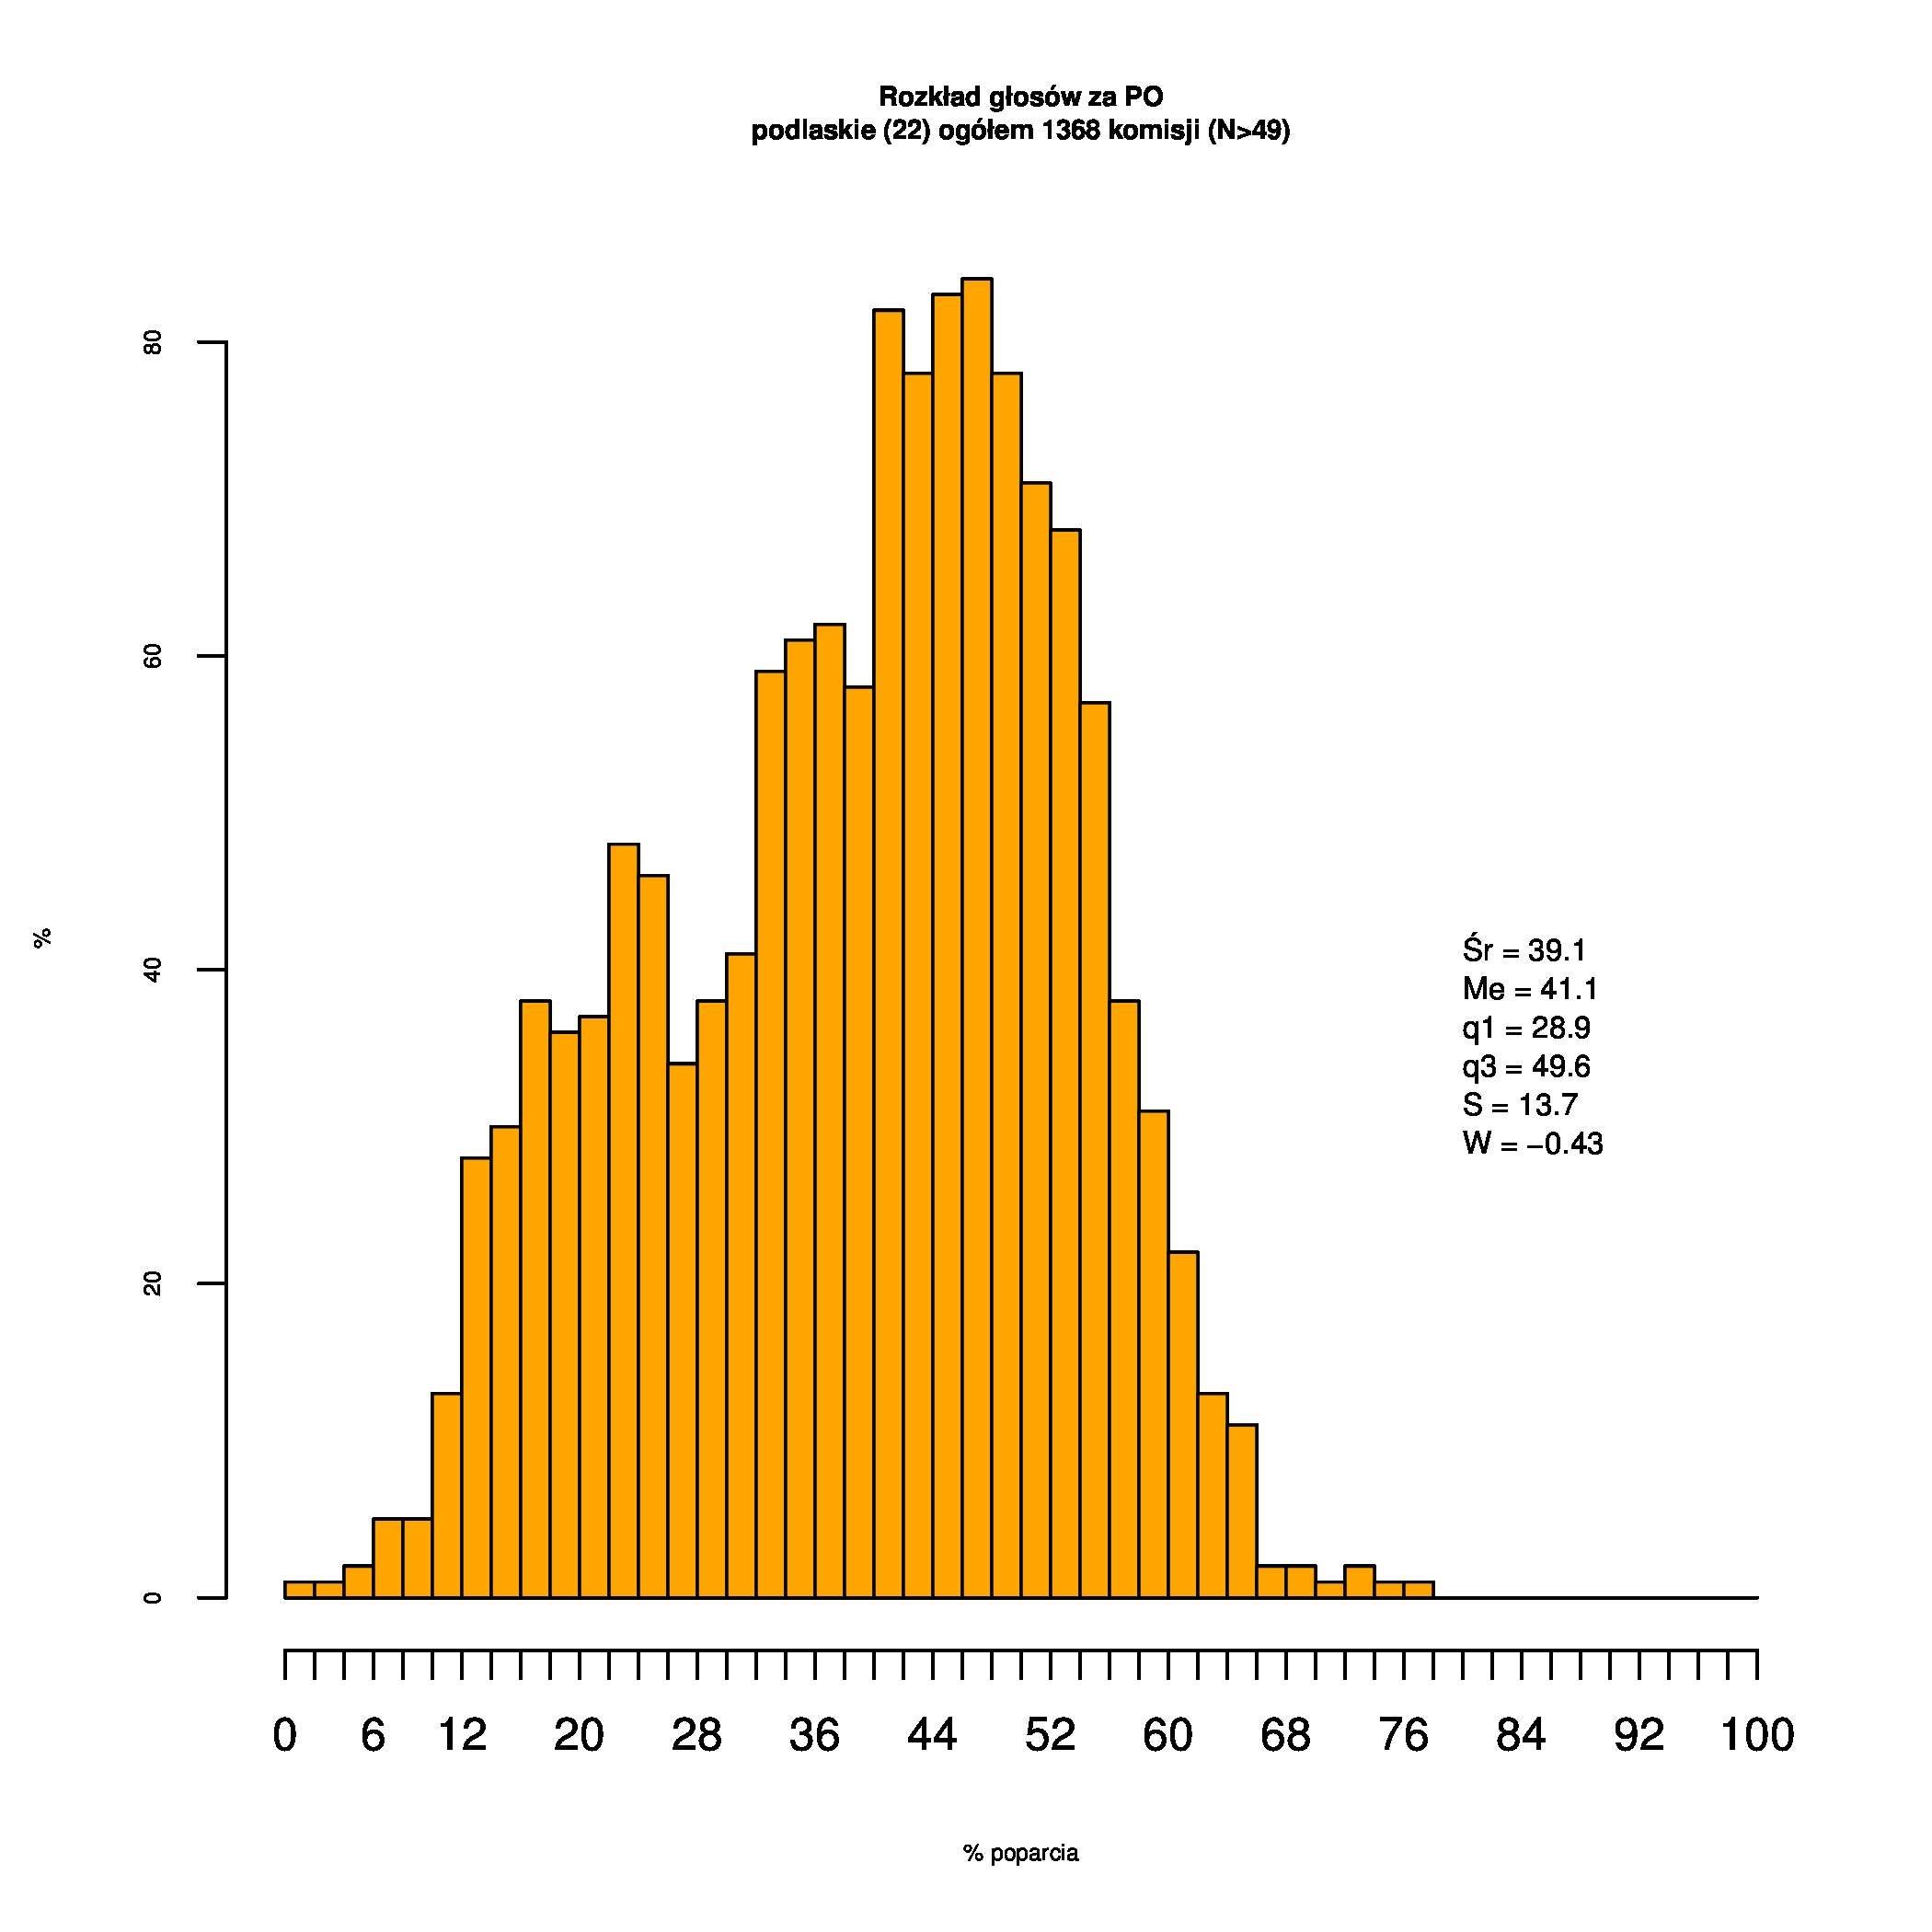 Rozkład głosów za PO
podlaskie (22) ogółem 1368 komisji (N>49)
%
80
60
40
20
0
Śr = 39.1
Me = 41.1
q1 = 28.9
q3 = 49.6
S = 13.7
W = −0.43
0 6 12 20 28 36 44 52 60 68 76 84 92 100
% poparcia